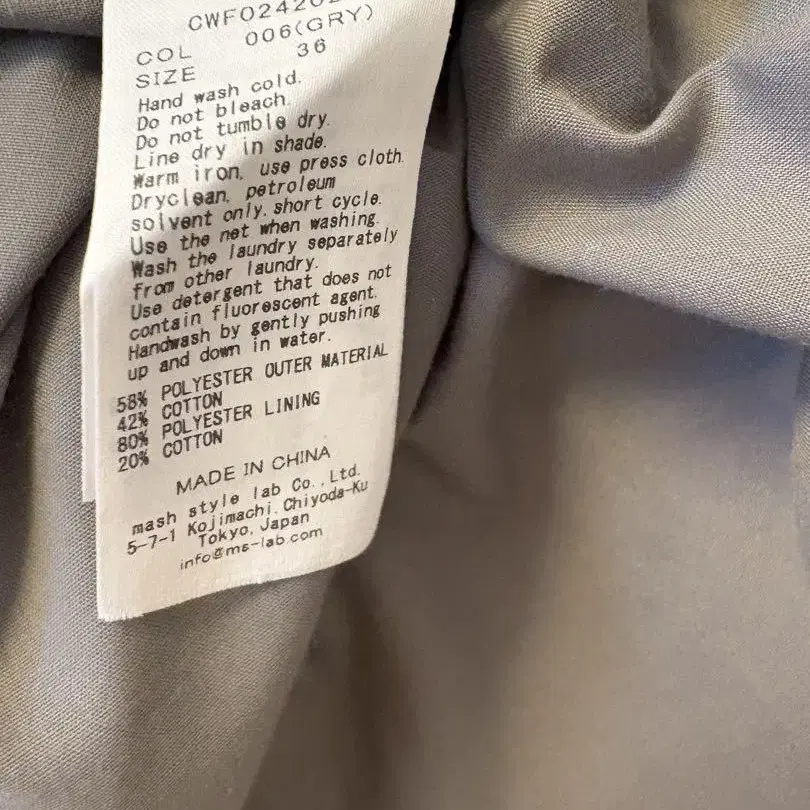 COL 006(GRY)
SIZE 36
Hand wash cold.
Do not bleach.
Do not tumble dry.
Line dry in shade.
Warm iron, use press cloth.
Dryclean, petroleum
solvent only, short cycle.
Use the net when washing.
Wash the laundry separately
from other laundry.
Use detergent that does not
contain fluorescent agent.
Handwash by gently pushing
up and down in water.
58% POLYESTER OUTER MATERIAL
42% COTTON
80% POLYESTER LINING
20% COTTON
MADE IN CHINA
mash style lab Co., Ltd.
5-7-1 Kojimachi, Chiyoda-Ku
Tokyo, Japan
info@ms-lab.com